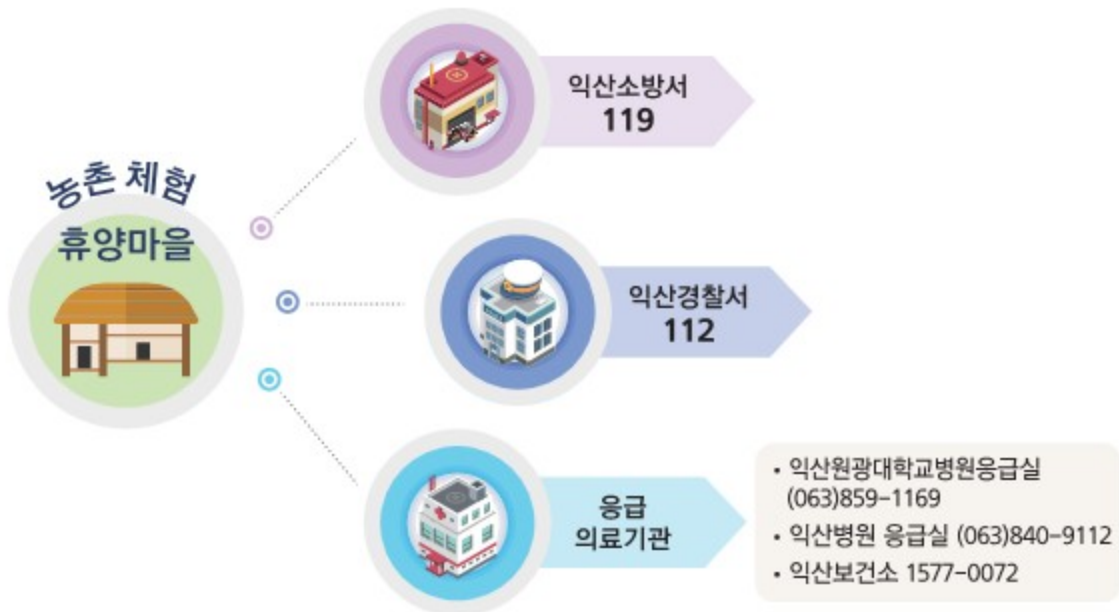 농촌 체험
휴양마을
익산소방서
119
익산경찰서
112
응급
의료기관
• 익산원광대학교병원응급실
(063)859-1169
• 익산병원 응급실 (063)840-9112
• 익산보건소 1577-0072